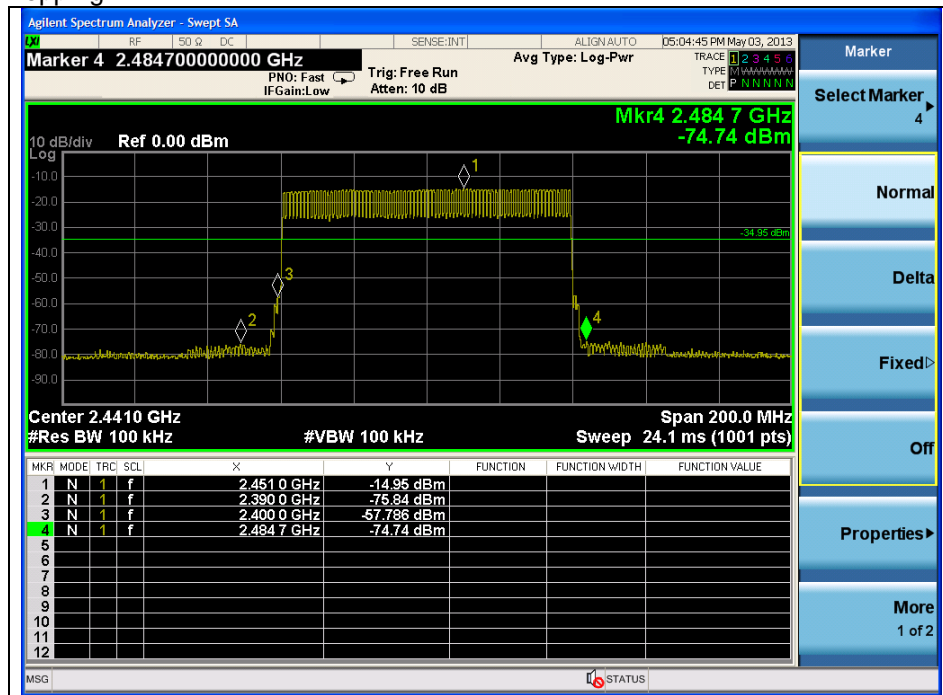 Agilent Spectrum Analyzer - Swept SA
LXI RF 50 Ω DC SENSE:INT ALIGN AUTO 05:04:45 PM May 03, 2013
Marker 4 2.484700000000 GHz
PNO: Fast
IFGain:Low
Trig: Free Run
Atten: 10 dB
Avg Type: Log-Pwr
TRACE 1 2 3 4 5 6
TYPE M
DET P N N N N N
Mkr4 2.484 7 GHz
-74.74 dBm
10 dB/div Ref 0.00 dBm
Log
-10.0
-20.0
-30.0
-40.0
-50.0
-60.0
-70.0
-80.0
-90.0
1
2
3
4
-34.95 dBm
Center 2.4410 GHz Span 200.0 MHz
#Res BW 100 kHz #VBW 100 kHz Sweep 24.1 ms (1001 pts)
MKR MODE TRC SCL X Y FUNCTION FUNCTION WIDTH FUNCTION VALUE
1 N 1 f 2.451 0 GHz -14.95 dBm
2 N 1 f 2.390 0 GHz -75.84 dBm
3 N 1 f 2.400 0 GHz -57.786 dBm
4 N 1 f 2.484 7 GHz -74.74 dBm
5
6
7
8
9
10
11
12
MSG STATUS
Marker
Select Marker
4
Normal
Delta
Fixed
Off
Properties
More
1 of 2